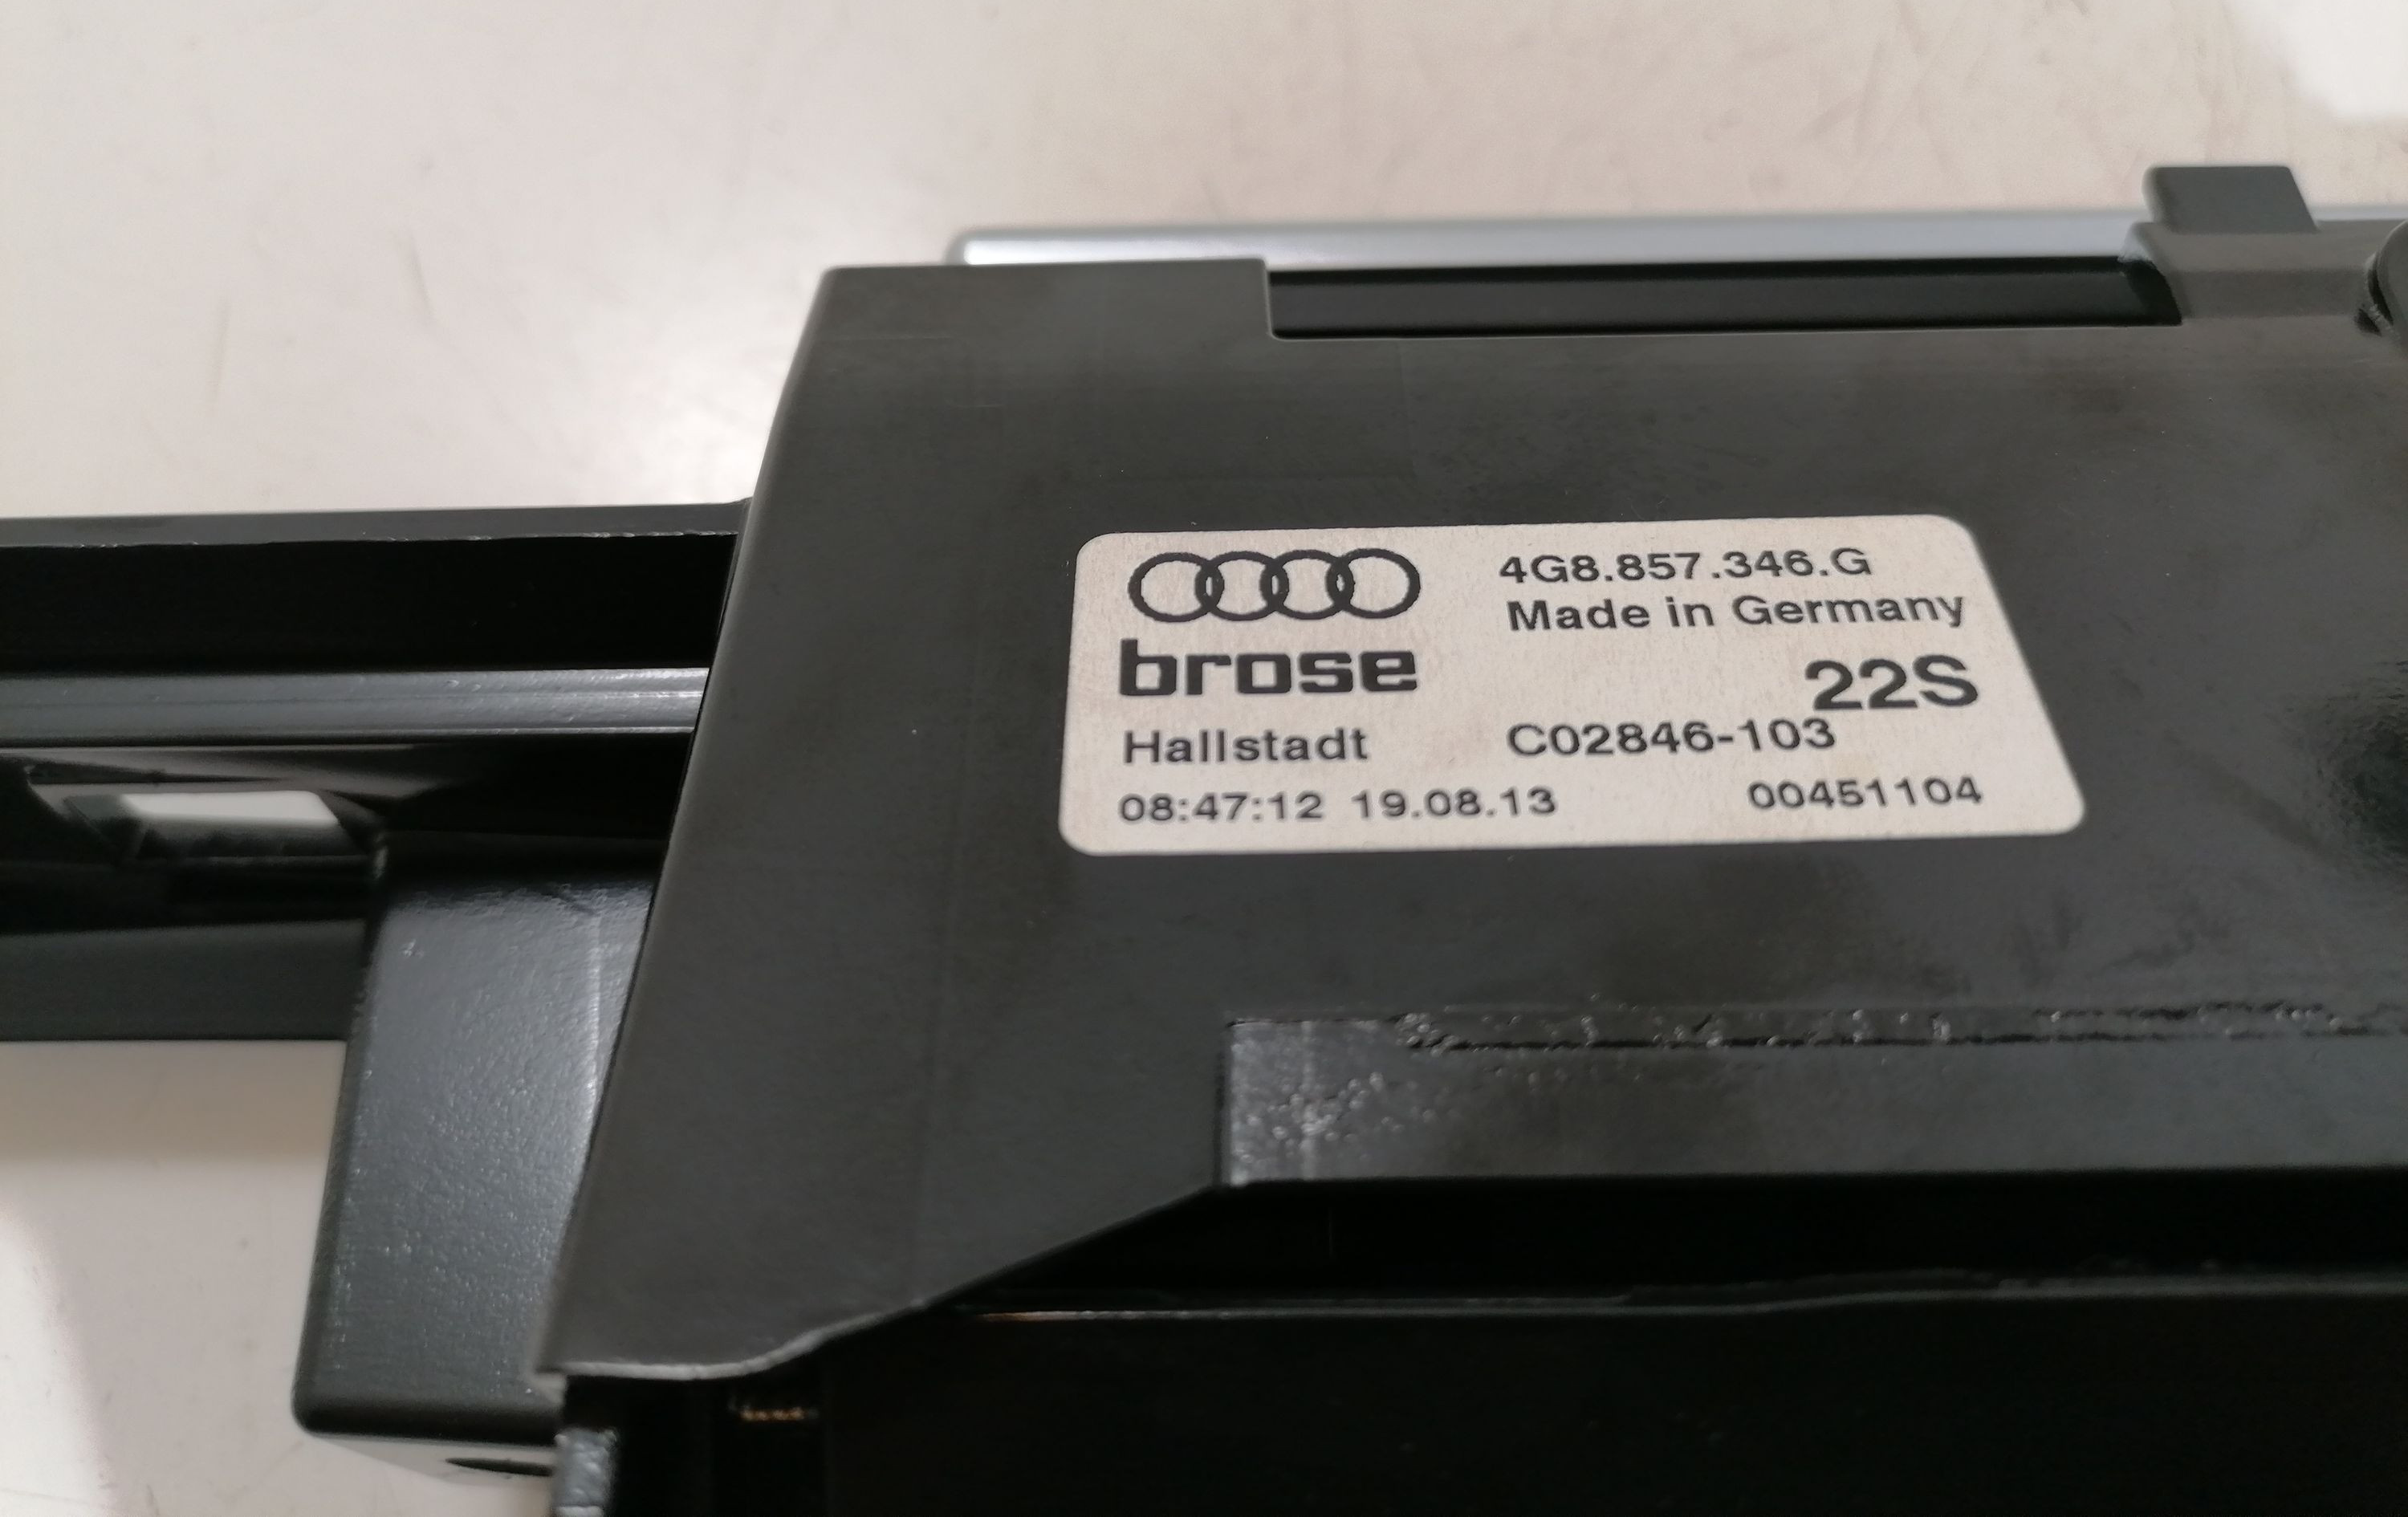 4G8.857.346.G
Made in Germany
brose
22S
Hallstadt C02846-103
08:47:12 19.08.13 00451104